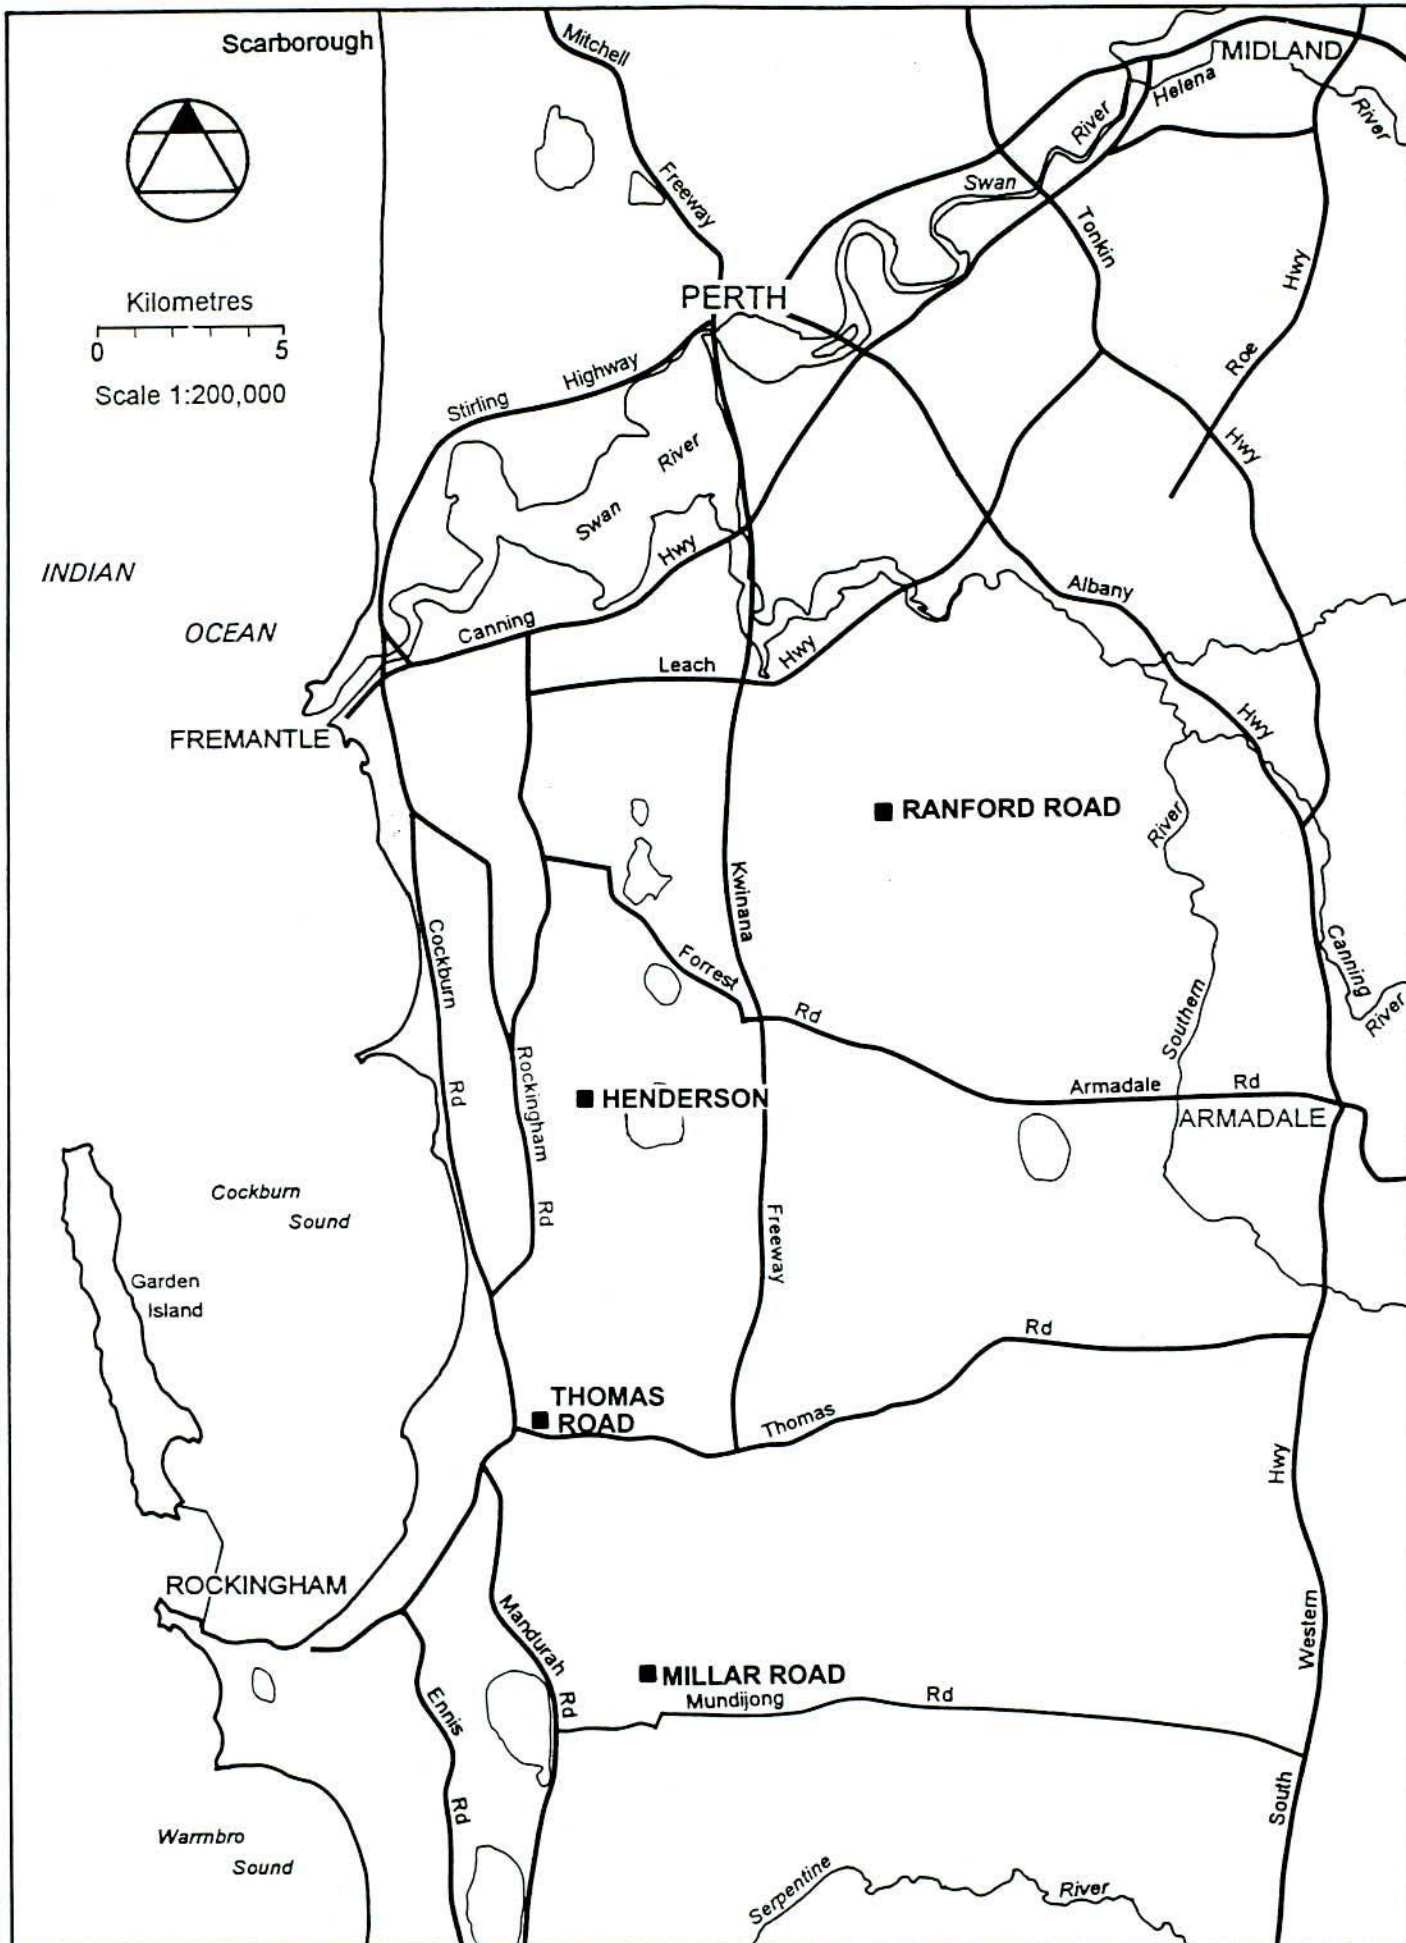 Scarborough
Mitchell
Freeway
MIDLAND
Helena
River
River
Swan
Tonkin
Hwy
Roe
Hwy
Kilometres
0 5
Scale 1:200,000
PERTH
Stirling
Highway
River
Swan
INDIAN
OCEAN
Hwy
Canning
Albany
Leach
Hwy
Hwy
FREMANTLE
RANFORD ROAD
River
Kwinana
Cockburn
Forrest
Rd
Canning
River
Southern
Rockingham
Rd
HENDERSON
Armadale
Rd
ARMADALE
Cockburn
Sound
Rd
Freeway
Garden
Island
Rd
THOMAS
ROAD
Thomas
Hwy
ROCKINGHAM
Mandurah
Rd
Western
MILLAR ROAD
Mundijong
Rd
Ennis
Rd
South
Warmbro
Sound
Serpentine
River